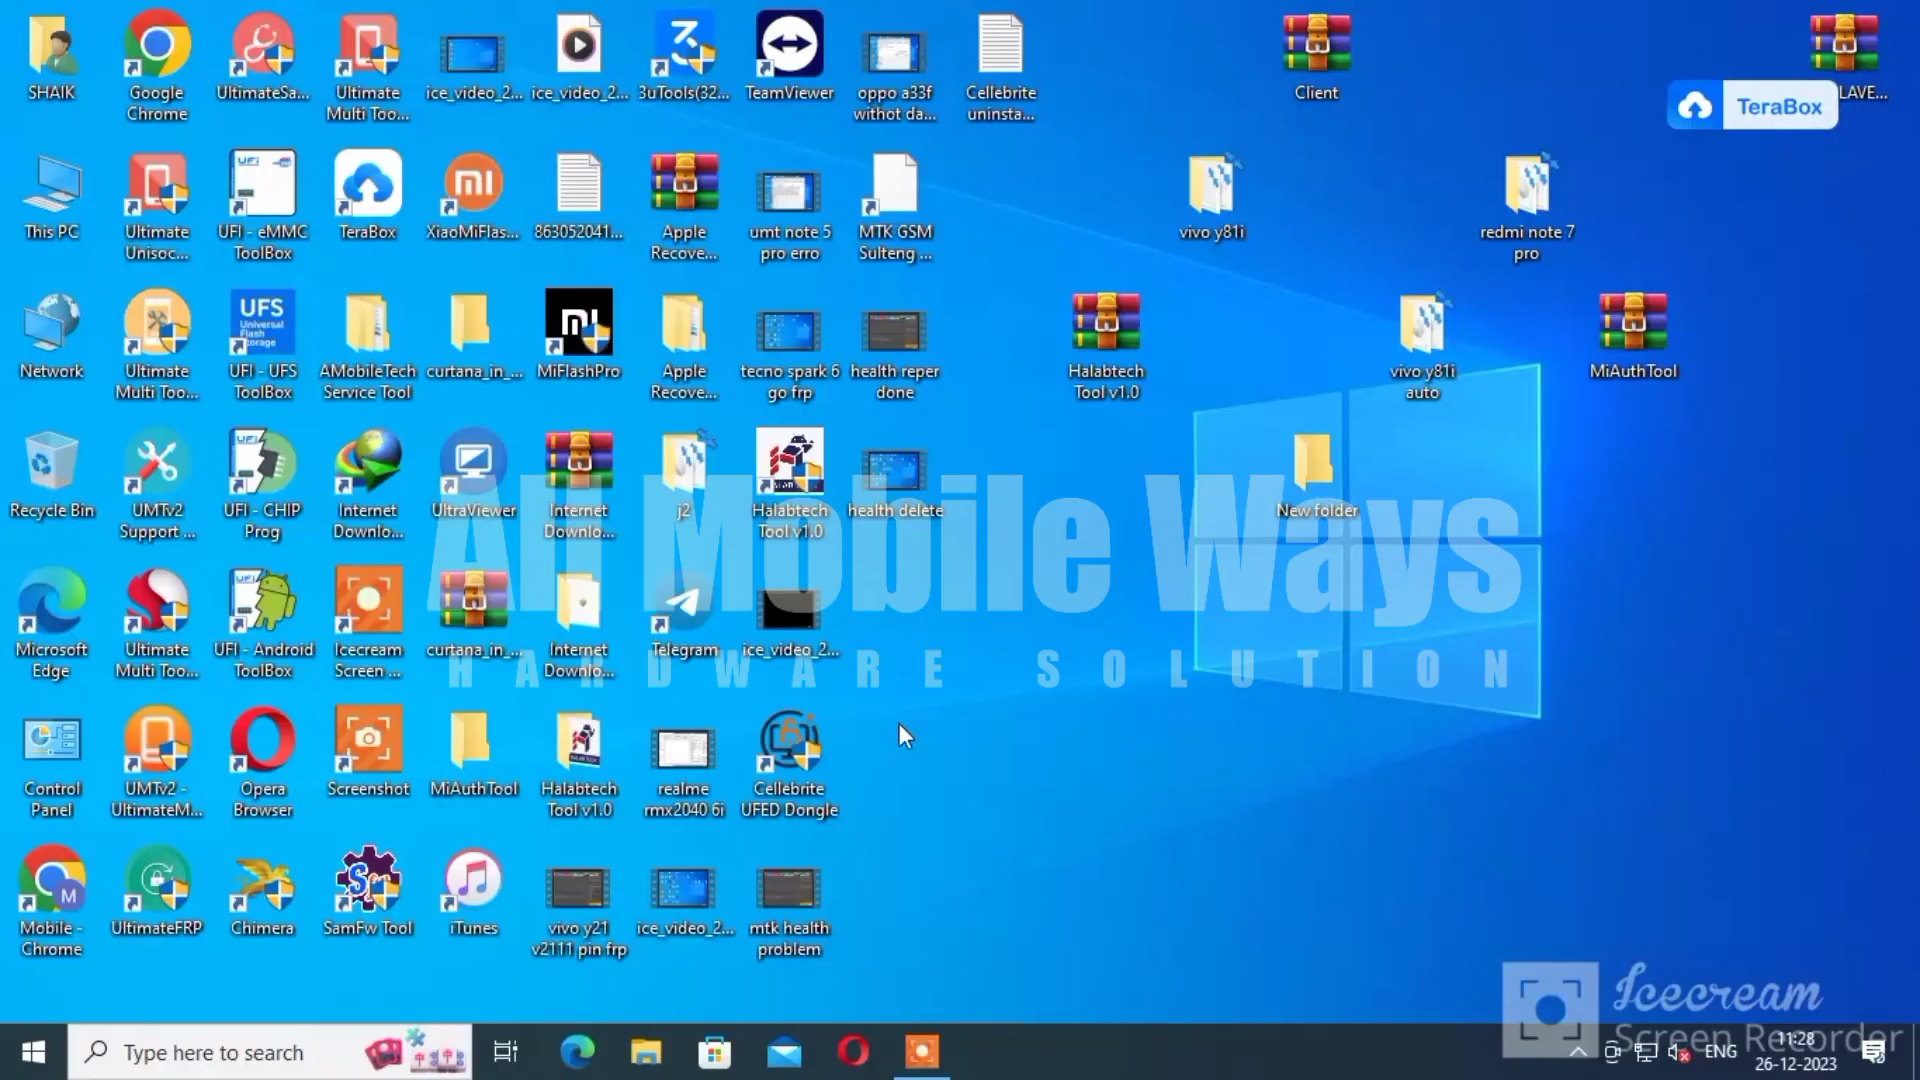 SHAIK
Google
Chrome
UltimateSa...
Ultimate
Multi Too...
ice_video_2...
ice_video_2...
3uTools(32...
TeamViewer
oppo a33f
withot da...
Cellebrite
uninsta...
Client
LAVE...
TeraBox
This PC
Ultimate
Unisoc...
UFI - eMMC
ToolBox
TeraBox
XiaoMiFlas...
863052041...
Apple
Recove...
umt note 5
pro erro
MTK GSM
Sulteng ...
vivo y81i
redmi note 7
pro
UFS
Universal
Flash
Storage
Network
Ultimate
Multi Too...
UFI - UFS
ToolBox
AMobileTech
Service Tool
curtana_in_...
MiFlashPro
Apple
Recove...
tecno spark 6
go frp
health reper
done
Halabtech
Tool v1.0
vivo y81i
auto
MiAuthTool
Recycle Bin
UMTv2
Support ...
UFI - CHIP
Prog
Internet
Downlo...
UltraViewer
Internet
Downlo...
j2
Halabtech
Tool v1.0
health delete
New folder
All Mobile Ways
HARDWARE SOLUTION
Microsoft
Edge
Ultimate
Multi Too...
UFI - Android
ToolBox
Icecream
Screen ...
curtana_in_...
Internet
Downlo...
Telegram
ice_video_2...
Control
Panel
UMTv2 -
UltimateM...
Opera
Browser
Screenshot
MiAuthTool
Halabtech
Tool v1.0
realme
rmx2040 6i
Cellebrite
UFED Dongle
Mobile -
Chrome
UltimateFRP
Chimera
SamFw Tool
iTunes
vivo y21
v2111 pin frp
ice_video_2...
mtk health
problem
Icecream
Screen Recorder
Type here to search
ENG
11:28
26-12-2023